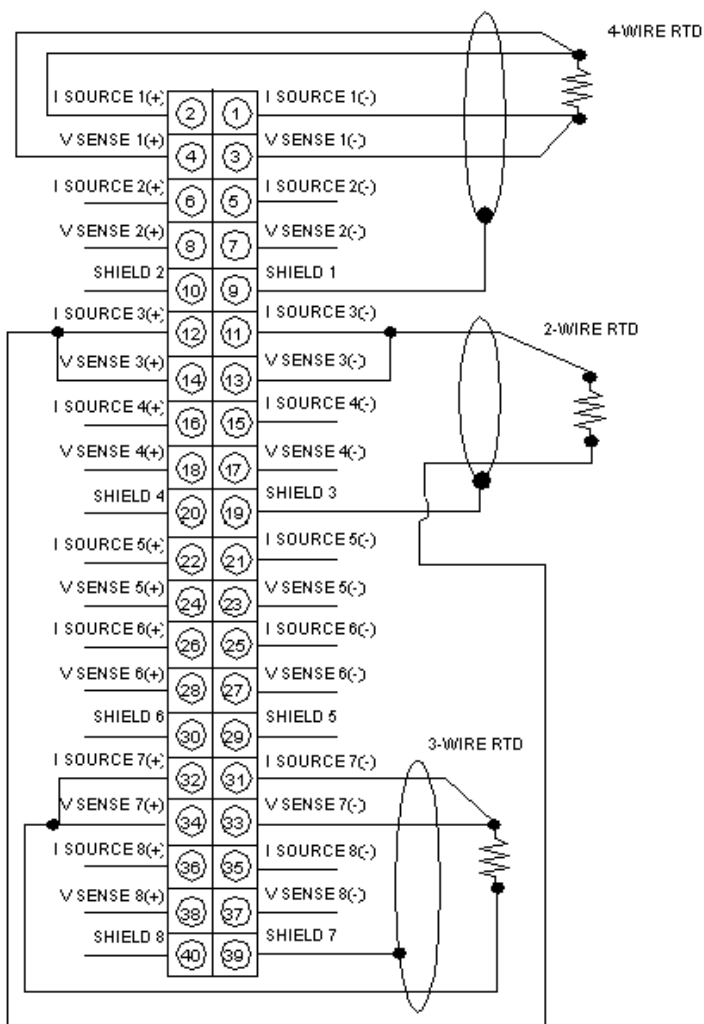 4-WIRE RTD
I SOURCE 1(+) 2 1 I SOURCE 1(-)
V SENSE 1(+) 4 3 V SENSE 1(-)
I SOURCE 2(+) 6 5 I SOURCE 2(-)
V SENSE 2(+) 8 7 V SENSE 2(-)
SHIELD 2 10 9 SHIELD 1
I SOURCE 3(+) 12 11 I SOURCE 3(-)
2-WIRE RTD
V SENSE 3(+) 14 13 V SENSE 3(-)
I SOURCE 4(+) 16 15 I SOURCE 4(-)
V SENSE 4(+) 18 17 V SENSE 4(-)
SHIELD 4 20 19 SHIELD 3
I SOURCE 5(+) 22 21 I SOURCE 5(-)
V SENSE 5(+) 24 23 V SENSE 5(-)
I SOURCE 6(+) 26 25 I SOURCE 6(-)
V SENSE 6(+) 28 27 V SENSE 6(-)
SHIELD 6 30 29 SHIELD 5
3-WIRE RTD
I SOURCE 7(+) 32 31 I SOURCE 7(-)
V SENSE 7(+) 34 33 V SENSE 7(-)
I SOURCE 8(+) 36 35 I SOURCE 8(-)
V SENSE 8(+) 38 37 V SENSE 8(-)
SHIELD 8 40 39 SHIELD 7